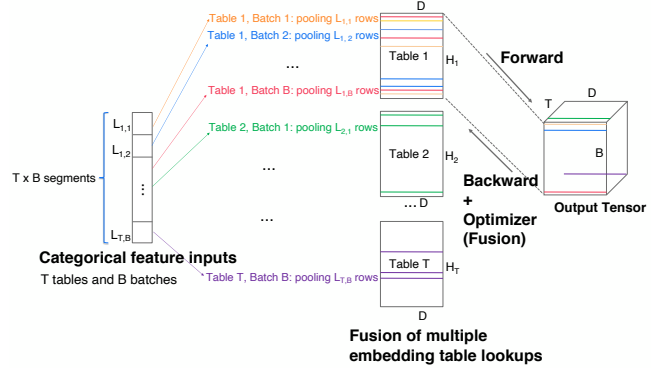 Table 1, Batch 1: pooling L1,1 rows
Table 1, Batch 2: pooling L1, 2 rows
...
Table 1, Batch B: pooling L1,B rows
Table 2, Batch 1: pooling L2,1 rows
...
...
Table T, Batch B: pooling LT,B rows
T x B segments
L1,1
L1,2
⋮
LT,B
Categorical feature inputs
T tables and B batches
D
Table 1
H1
Table 2
H2
... D
Table T
HT
D
Fusion of multiple
embedding table lookups
Forward
Backward
+
Optimizer
(Fusion)
T
D
B
Output Tensor